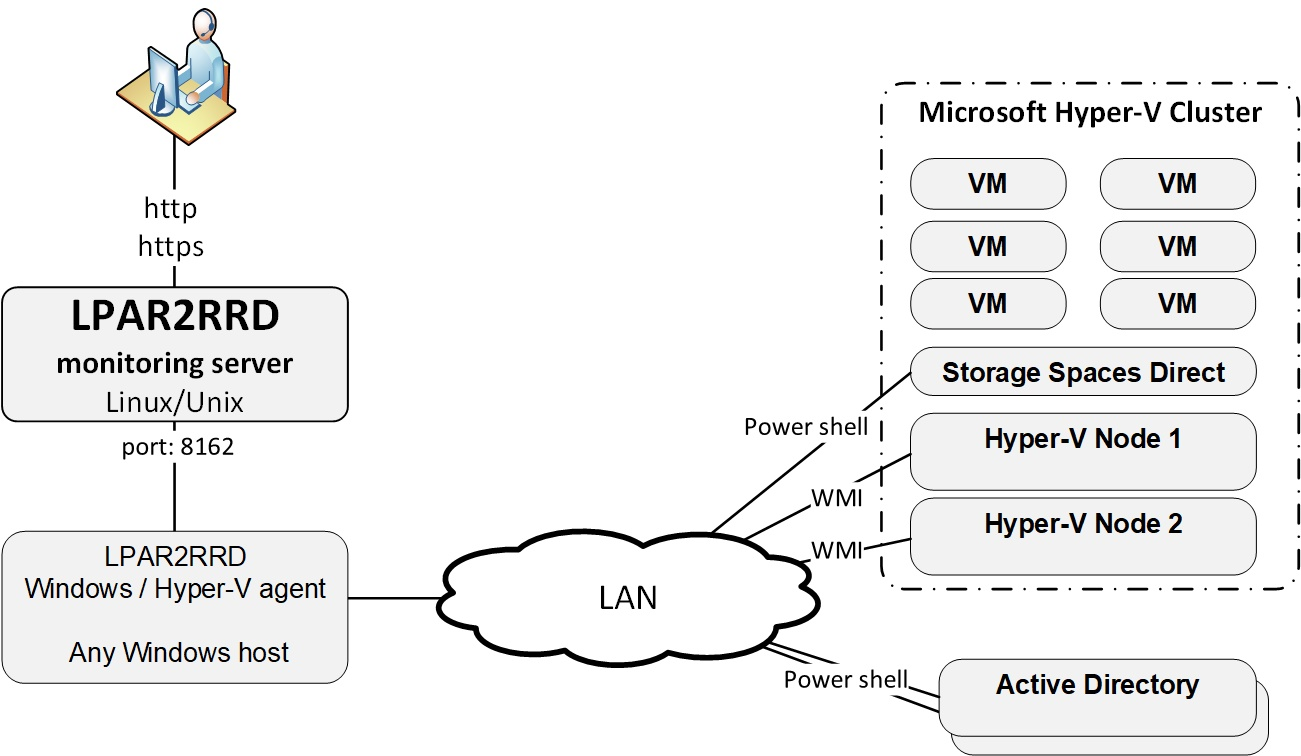 http
https
LPAR2RRD
monitoring server
Linux/Unix
port: 8162
LPAR2RRD
Windows / Hyper-V agent
Any Windows host
LAN
Power shell
WMI
WMI
Power shell
Microsoft Hyper-V Cluster
VM VM
VM VM
VM VM
Storage Spaces Direct
Hyper-V Node 1
Hyper-V Node 2
Active Directory